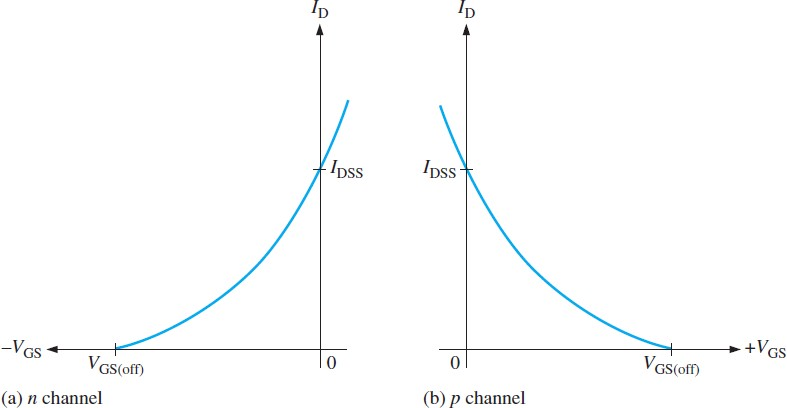 I_D
I_DSS
−V_GS
V_GS(off)
0
(a) n channel
I_D
I_DSS
0
V_GS(off)
+V_GS
(b) p channel